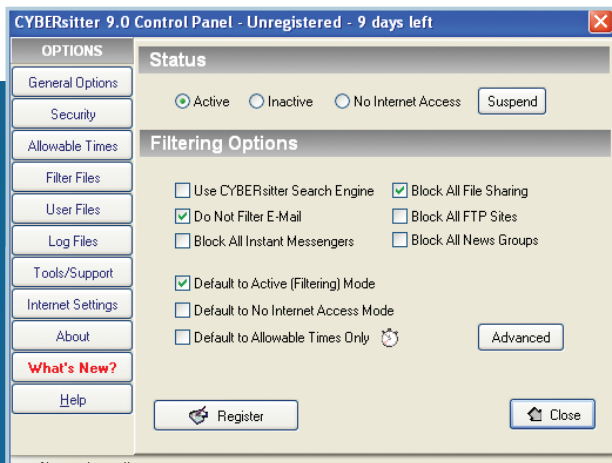 CYBERsitter 9.0 Control Panel - Unregistered - 9 days left
OPTIONS
General Options
Security
Allowable Times
Filter Files
User Files
Log Files
Tools/Support
Internet Settings
About
What's New?
Help
Status
Active Inactive No Internet Access Suspend
Filtering Options
Use CYBERsitter Search Engine Block All File Sharing
Do Not Filter E-Mail Block All FTP Sites
Block All Instant Messengers Block All News Groups
Default to Active (Filtering) Mode
Default to No Internet Access Mode
Default to Allowable Times Only Advanced
Register Close